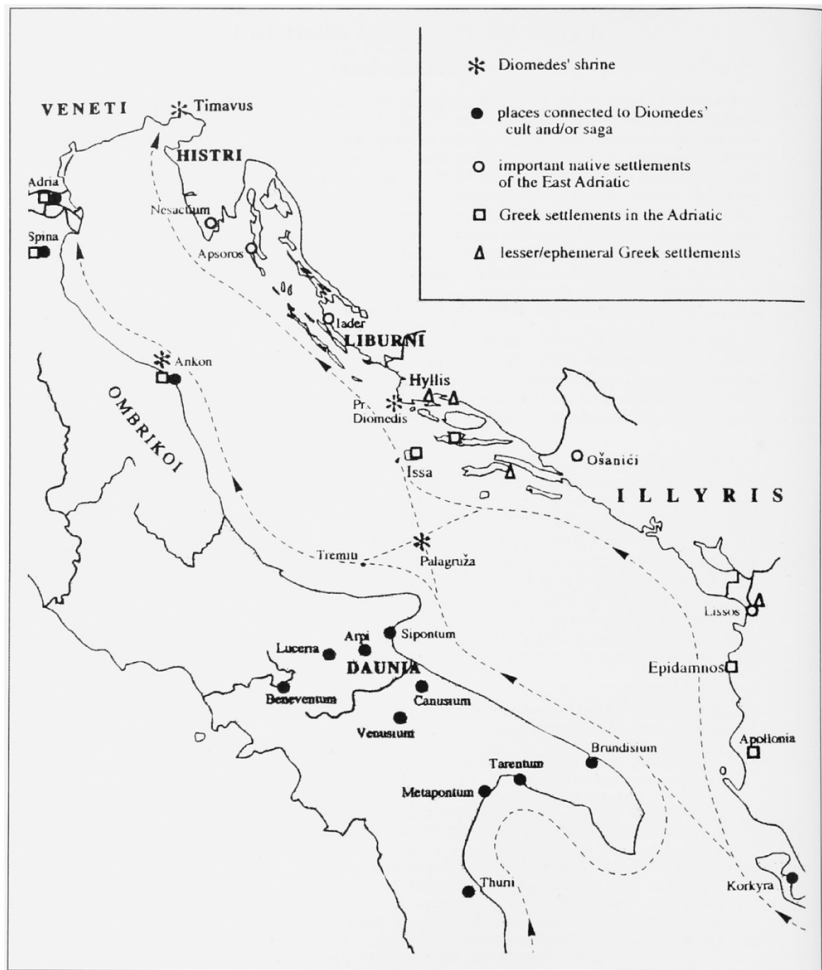 Diomedes' shrine
places connected to Diomedes'
cult and/or saga
important native settlements
of the East Adriatic
Greek settlements in the Adriatic
lesser/ephemeral Greek settlements
VENETI
Timavus
HISTRI
Adria
Nesactium
Spina
Apsoros
Iader
LIBURNI
Ankon
Hyllis
Pr.
Diomedis
OMBRIKOI
Issa
Ošanići
ILLYRIS
Tremiti
Palagruža
Lissos
Sipontum
Arpi
Luceria
DAUNIA
Epidamnos
Beneventum
Canusium
Venusium
Apollonia
Brundisium
Tarentum
Metapontum
Thurii
Korkyra